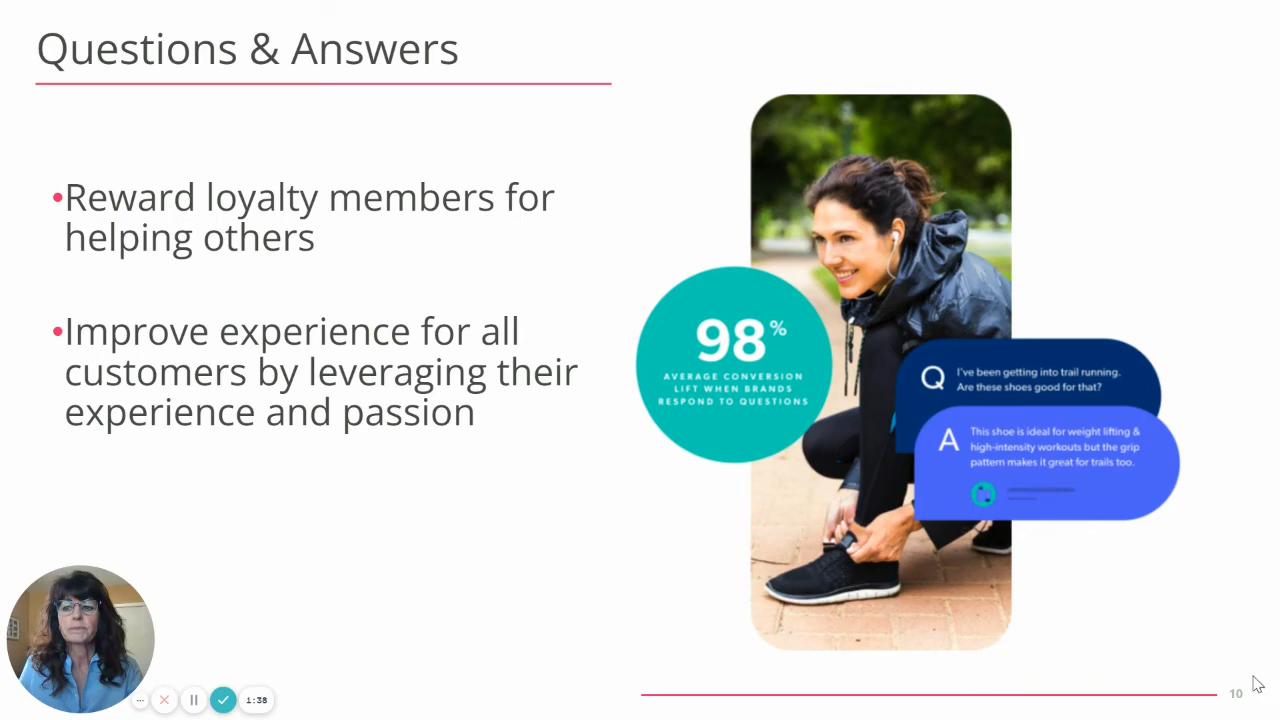 Questions & Answers
•Reward loyalty members for
helping others
•Improve experience for all
customers by leveraging their
experience and passion
98%
AVERAGE CONVERSION
LIFT WHEN BRANDS
RESPOND TO QUESTIONS
Q
I've been getting into trail running.
Are these shoes good for that?
A
This shoe is ideal for weight lifting &
high-intensity workouts but the grip
pattern makes it great for trails too.
1:38
10